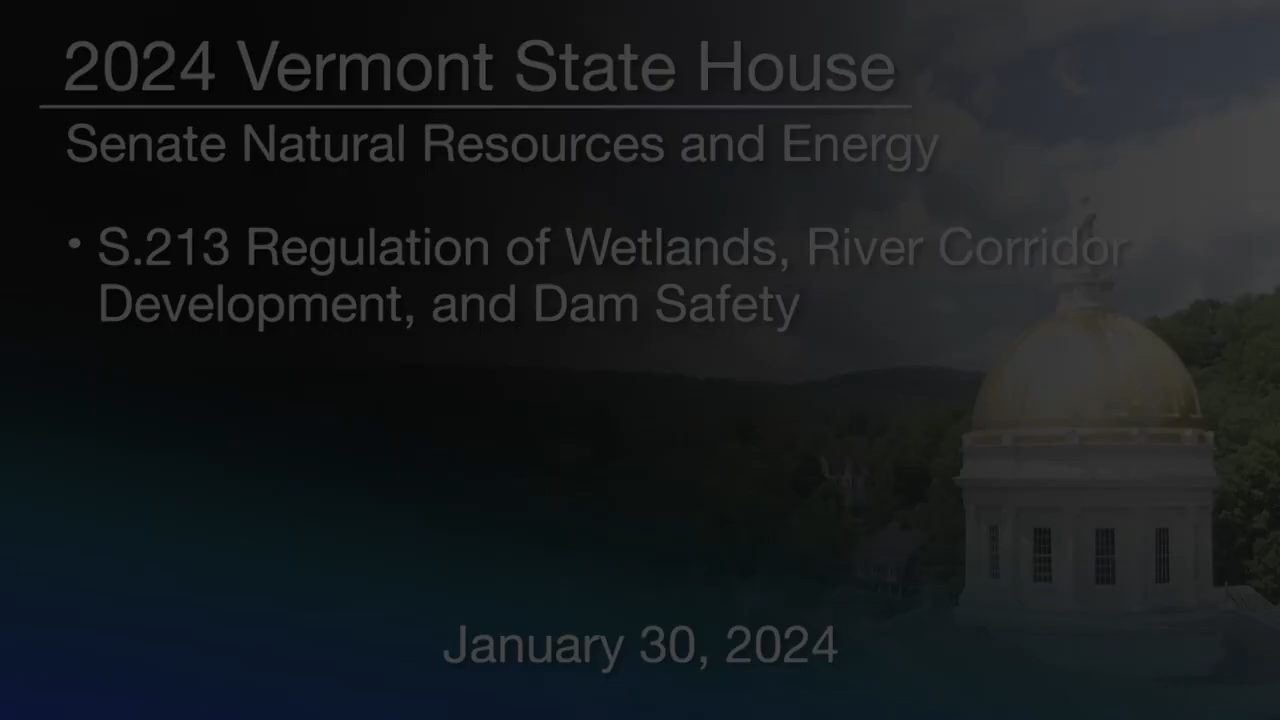 2024 Vermont State House
Senate Natural Resources and Energy
• S.213 Regulation of Wetlands, River Corridor
Development, and Dam Safety
January 30, 2024